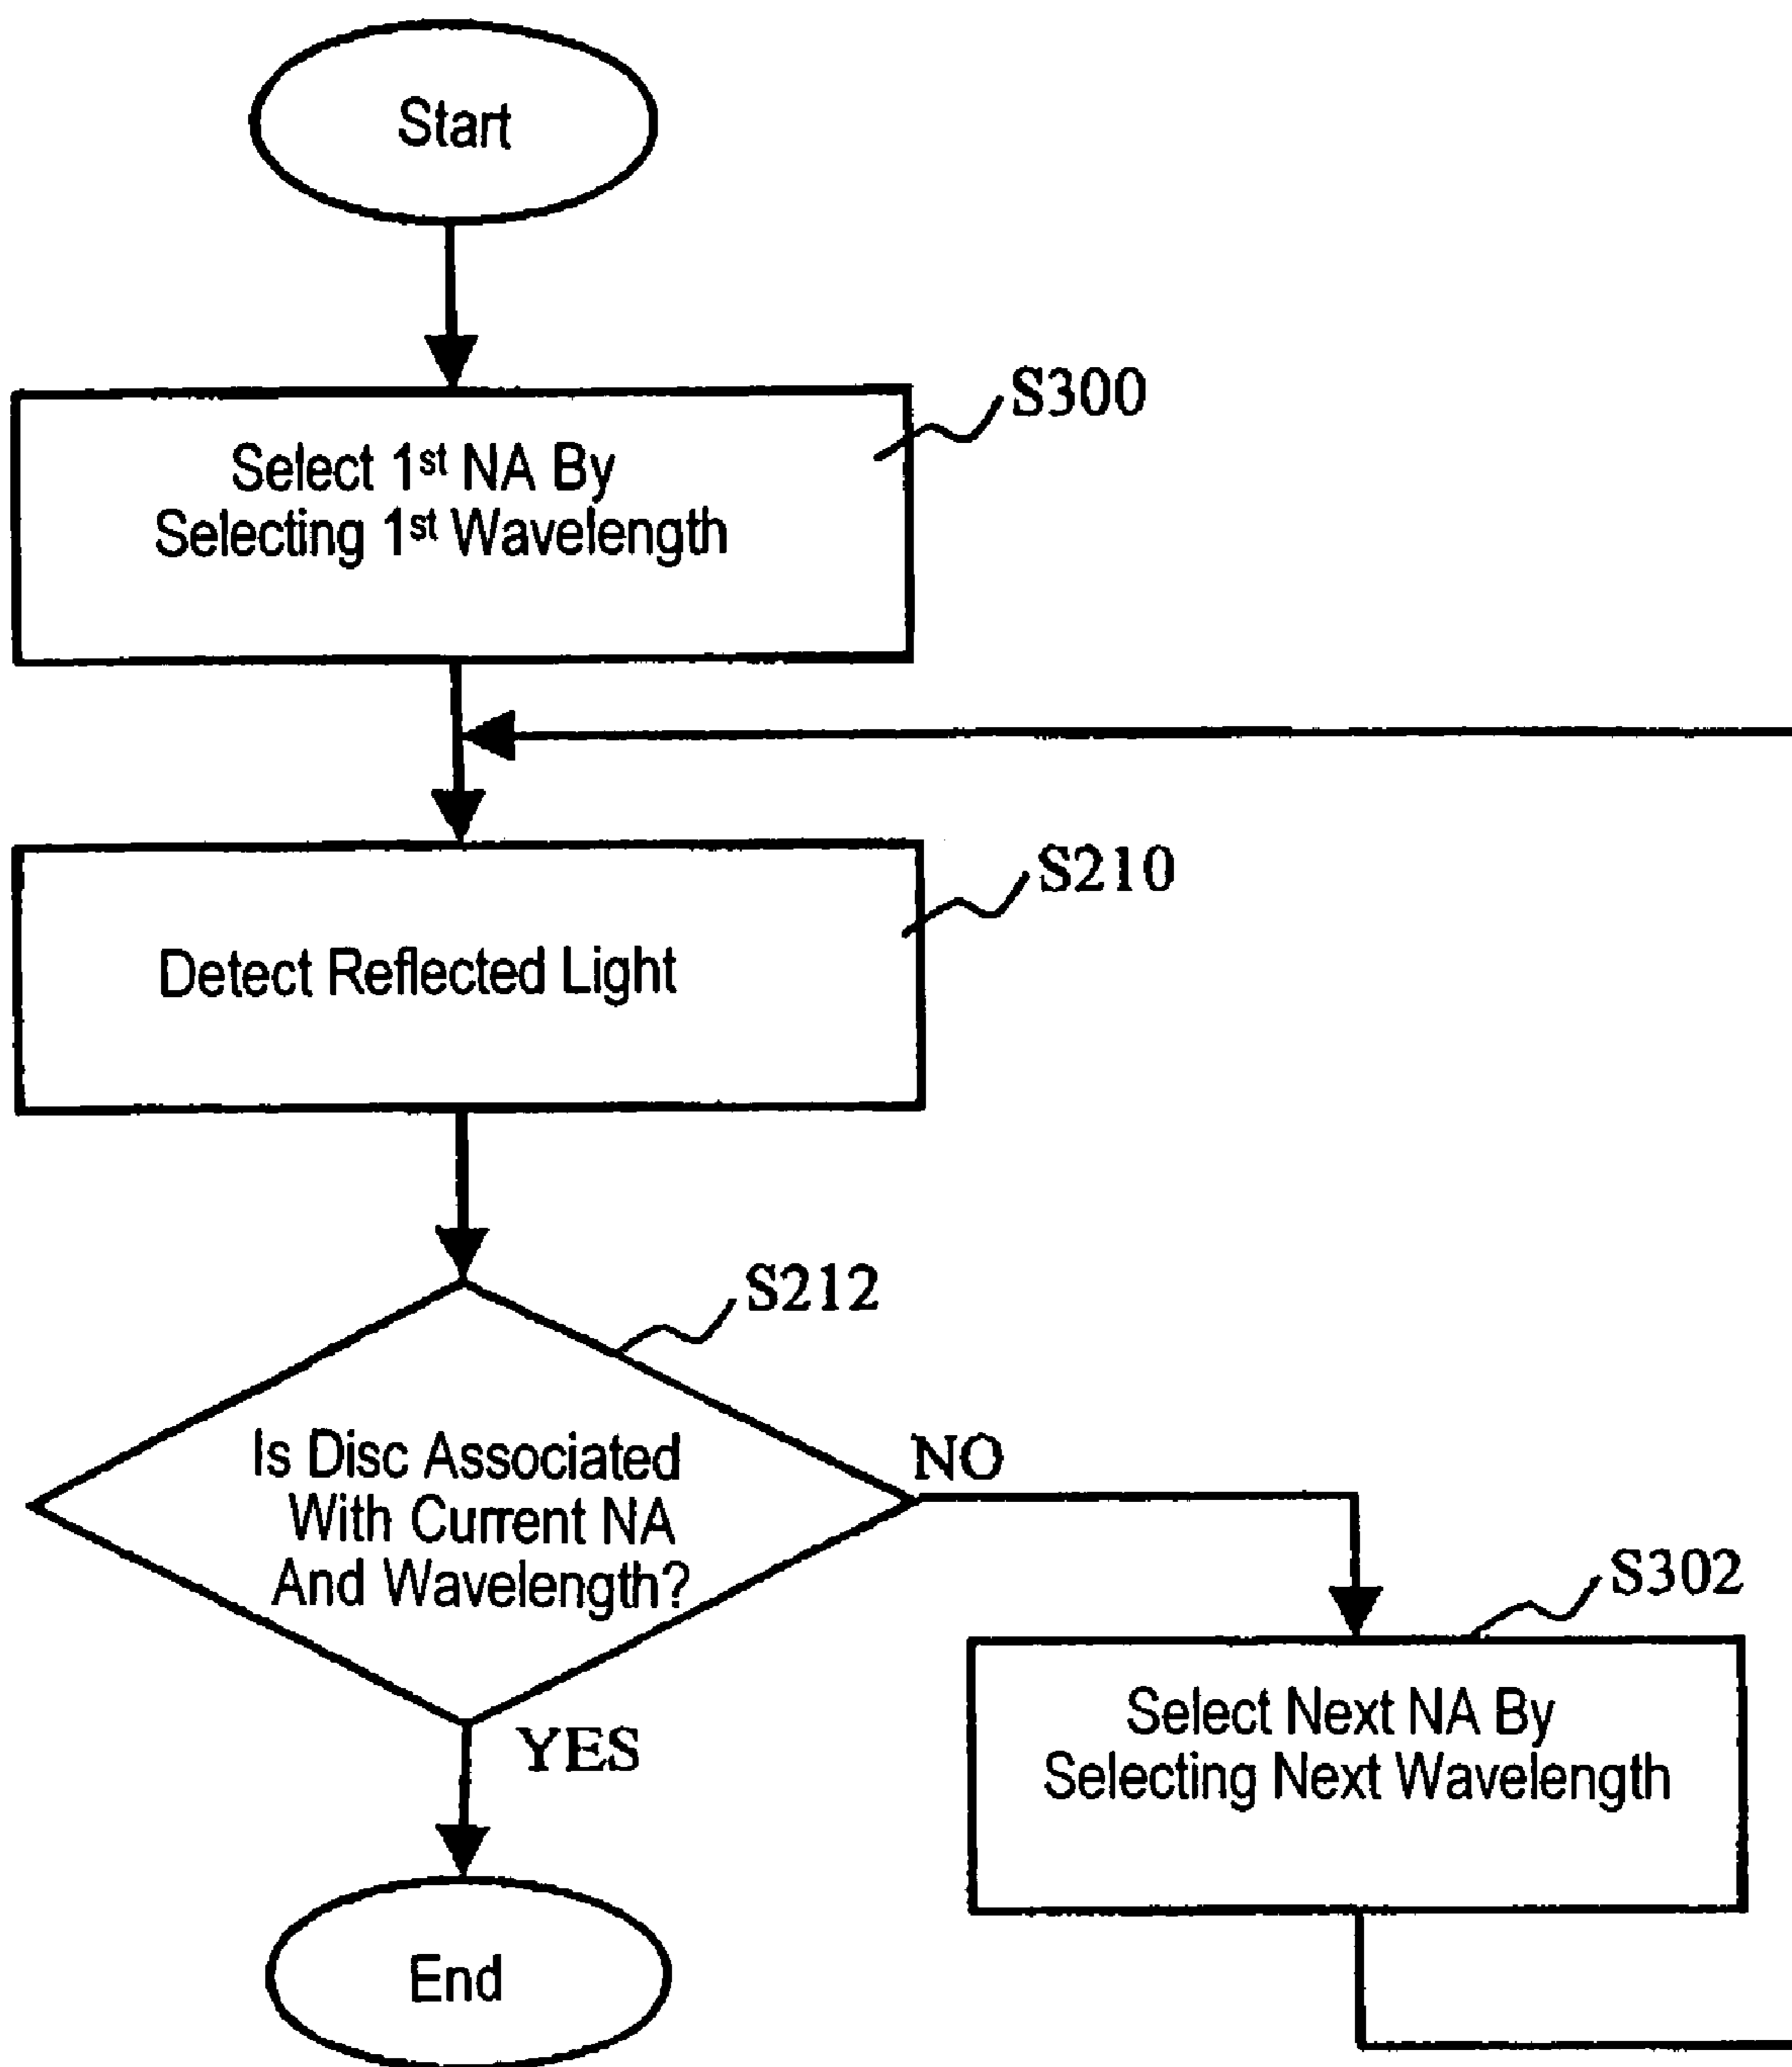 Start
S300
Select 1st NA By
Selecting 1st Wavelength
S210
Detect Reflected Light
S212
Is Disc Associated
With Current NA
And Wavelength?
NO
S302
Select Next NA By
Selecting Next Wavelength
YES
End